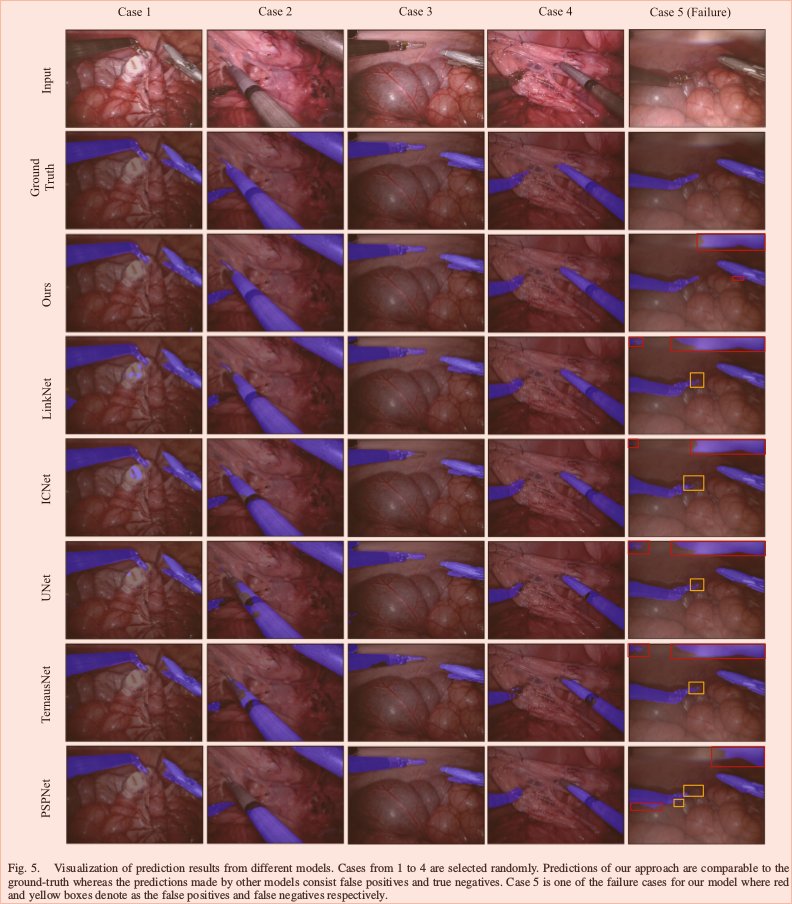 Case 1 Case 2 Case 3 Case 4 Case 5 (Failure)
Input
Ground
Truth
Ours
LinkNet
ICNet
UNet
TernausNet
PSPNet
Fig. 5. Visualization of prediction results from different models. Cases from 1 to 4 are selected randomly. Predictions of our approach are comparable to the
ground-truth whereas the predictions made by other models consist false positives and true negatives. Case 5 is one of the failure cases for our model where red
and yellow boxes denote as the false positives and false negatives respectively.